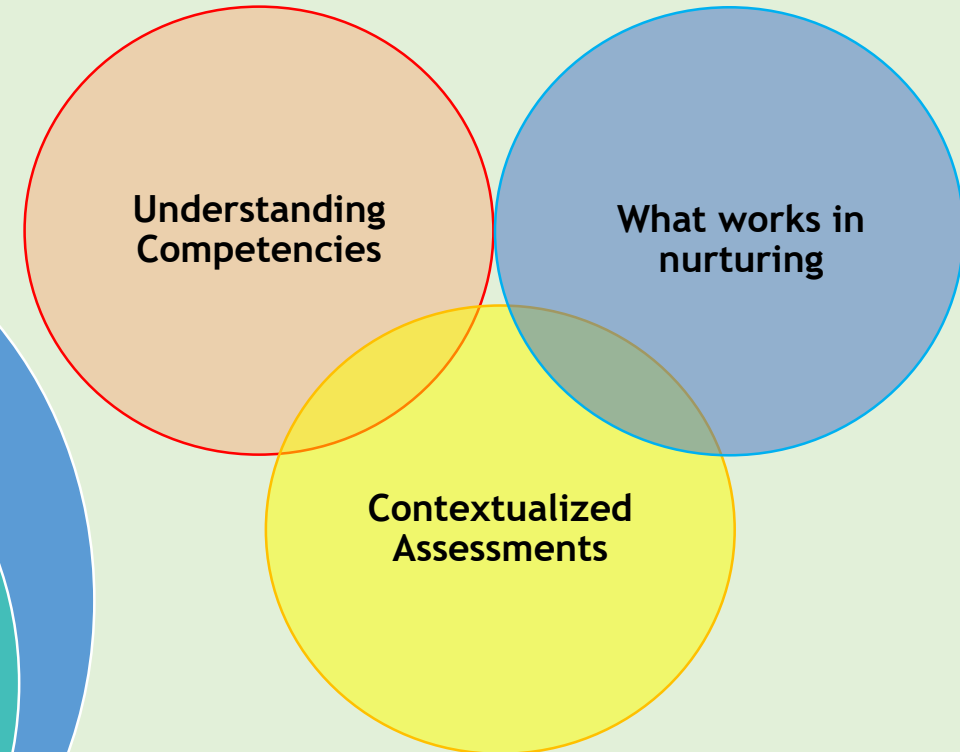 Understanding
Competencies
What works in
nurturing
Contextualized
Assessments